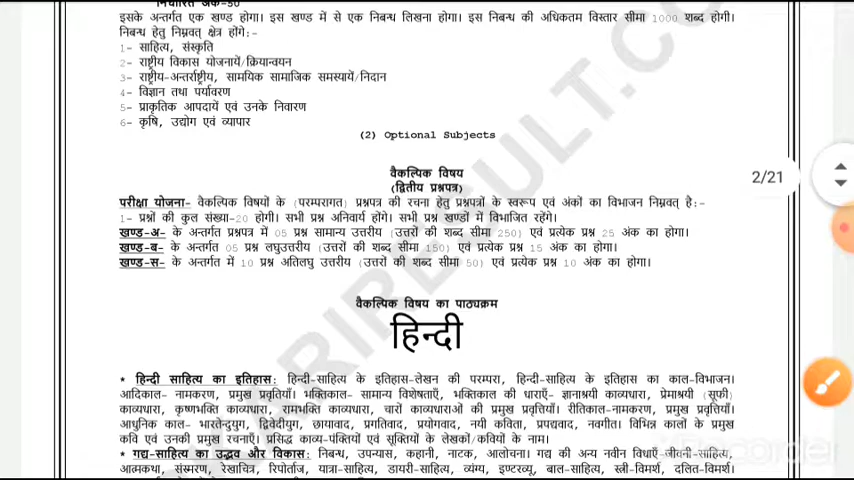 निर्धारित अंक-50
इसके अन्तर्गत एक खण्ड होगा। इस खण्ड में से एक निबन्ध लिखना होगा। इस निबन्ध की अधिकतम विस्तार सीमा 1000 शब्द होगी।
निबन्ध हेतु निम्नवत् क्षेत्र होंगे:-
1- साहित्य, संस्कृति
2- राष्ट्रीय विकास योजनायें/क्रियान्वयन
3- राष्ट्रीय-अन्तर्राष्ट्रीय, सामयिक सामाजिक समस्यायें/निदान
4- विज्ञान तथा पर्यावरण
5- प्राकृतिक आपदायें एवं उनके निवारण
6- कृषि, उद्योग एवं व्यापार
(2) Optional Subjects
वैकल्पिक विषय
(द्वितीय प्रश्नपत्र)
2/21
परीक्षा योजना- वैकल्पिक विषयों के (परम्परागत) प्रश्नपत्र की रचना हेतु प्रश्नपत्रों के स्वरूप एवं अंकों का विभाजन निम्नवत् है:-
1- प्रश्नों की कुल संख्या-20 होगी। सभी प्रश्न अनिवार्य होंगे। सभी प्रश्न खण्डों में विभाजित रहेंगे।
खण्ड-अ- के अन्तर्गत प्रश्नपत्र में 05 प्रश्न सामान्य उत्तरीय (उत्तरों की शब्द सीमा 250) एवं प्रत्येक प्रश्न 25 अंक का होगा।
खण्ड-ब- के अन्तर्गत 05 प्रश्न लघुउत्तरीय (उत्तरों की शब्द सीमा 150) एवं प्रत्येक प्रश्न 15 अंक का होगा।
खण्ड-स- के अन्तर्गत में 10 प्रश्न अतिलघु उत्तरीय (उत्तरों की शब्द सीमा 50) एवं प्रत्येक प्रश्न 10 अंक का होगा।
वैकल्पिक विषय का पाठ्यक्रम
हिन्दी
* हिन्दी साहित्य का इतिहास: हिन्दी-साहित्य के इतिहास-लेखन की परम्परा, हिन्दी-साहित्य के इतिहास का काल-विभाजन।
आदिकाल- नामकरण, प्रमुख प्रवृतियाँ। भक्तिकाल- सामान्य विशेषताएँ, भक्तिकाल की धाराएँ- ज्ञानाश्रयी काव्यधारा, प्रेमाश्रयी (सूफी)
काव्यधारा, कृष्णभक्ति काव्यधारा, रामभक्ति काव्यधारा, चारों काव्यधाराओं की प्रमुख प्रवृत्तियाँ। रीतिकाल-नामकरण, प्रमुख प्रवृत्तियाँ।
आधुनिक काल- भारतेन्दुयुग, द्विवेदीयुग, छायावाद, प्रगतिवाद, प्रयोगवाद, नयी कविता, प्रपद्यवाद, नवगीत। विभिन्न कालों के प्रमुख
कवि एवं उनकी प्रमुख रचनाएँ। प्रसिद्ध काव्य-पंक्तियों एवं सूक्तियों के लेखकों/कवियों के नाम।
* गद्य-साहित्य का उद्भव और विकास: निबन्ध, उपन्यास, कहानी, नाटक, आलोचना। गद्य की अन्य नवीन विधाएँ-जीवनी-साहित्य,
आत्मकथा, संस्मरण, रेखाचित्र, रिपोर्ताज, यात्रा-साहित्य, डायरी-साहित्य, व्यंग्य, इण्टरव्यू, बाल-साहित्य, स्त्री-विमर्श, दलित-विमर्श।